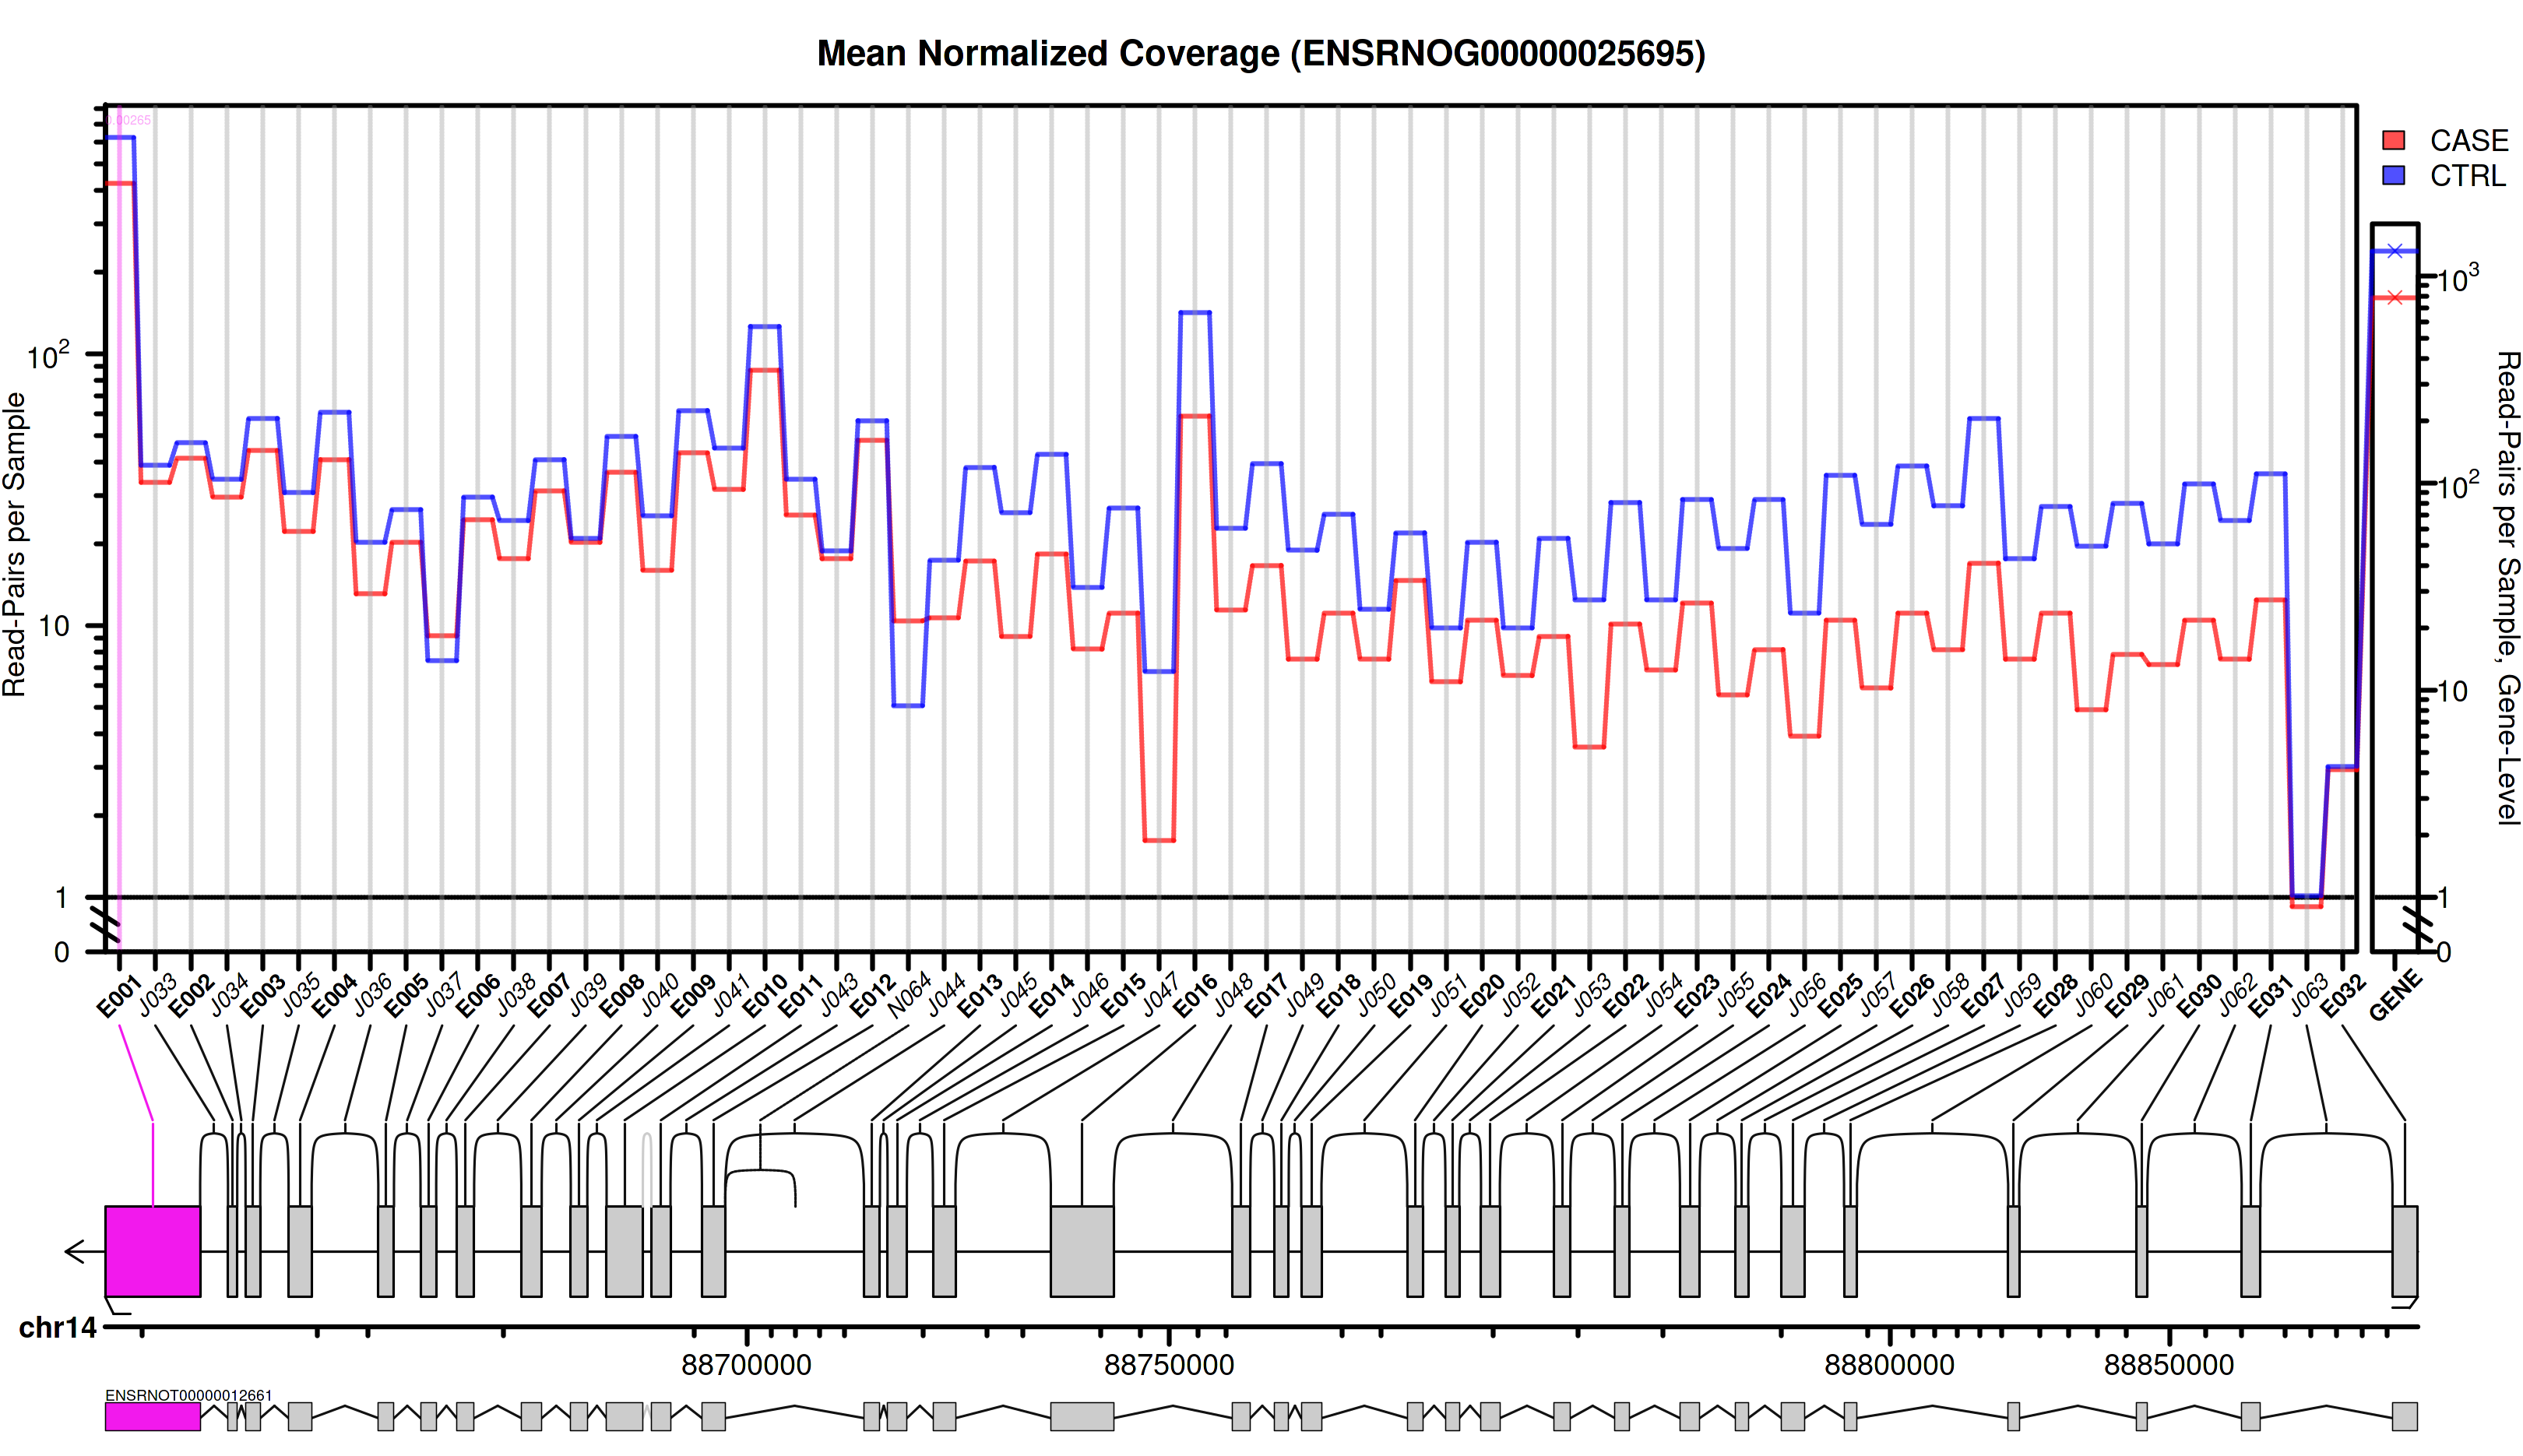 Mean Normalized Coverage (ENSRNOG00000025695)
CASE
CTRL
Read-Pairs per Sample
10²
10
1
0
10³
10²
10
1
0
Read-Pairs per Sample, Gene-Level
E001 J033 E002 J034 E003 J035 E004 J036 E005 J037 E006 J038 E007 J039 E008 J040 E009 J041 E010 E011 J043 E012 N064 J044 E013 J045 E014 J046 E015 J047 E016 J048 E017 J049 E018 J050 E019 J051 E020 J052 E021 J053 E022 J054 E023 J055 E024 J056 E025 J057 E026 J058 E027 J059 E028 J060 E029 J061 E030 J062 E031 J063 E032 GENE
chr14
88700000 88750000 88800000 88850000
ENSRNOT00000012661